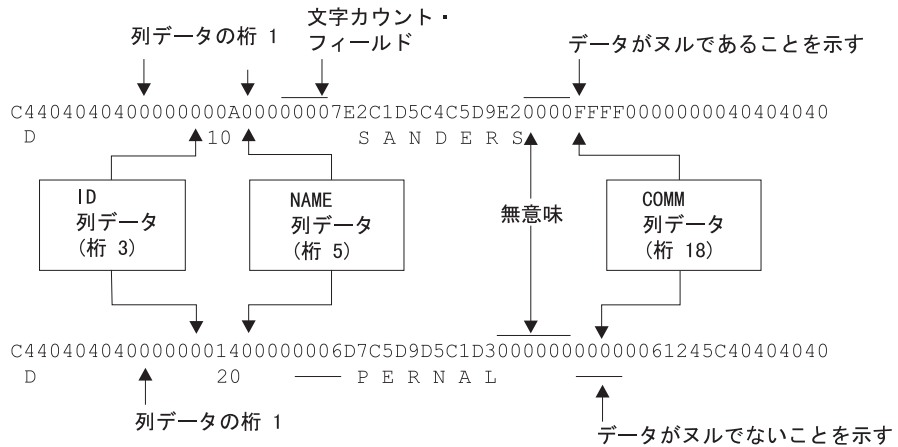 列データの桁 1
文字カウント・
フィールド
データがヌルであることを示す
C4404040400000000A00000007E2C1D5C4C5D9E20000FFFF0000000040404040
D 10 S A N D E R S
ID
列データ
(桁 3)
NAME
列データ
(桁 5)
無意味
COMM
列データ
(桁 18)
C4404040400000001400000006D7C5D9D5C1D300000000000061245C40404040
D 20 P E R N A L
列データの桁 1
データがヌルでないことを示す